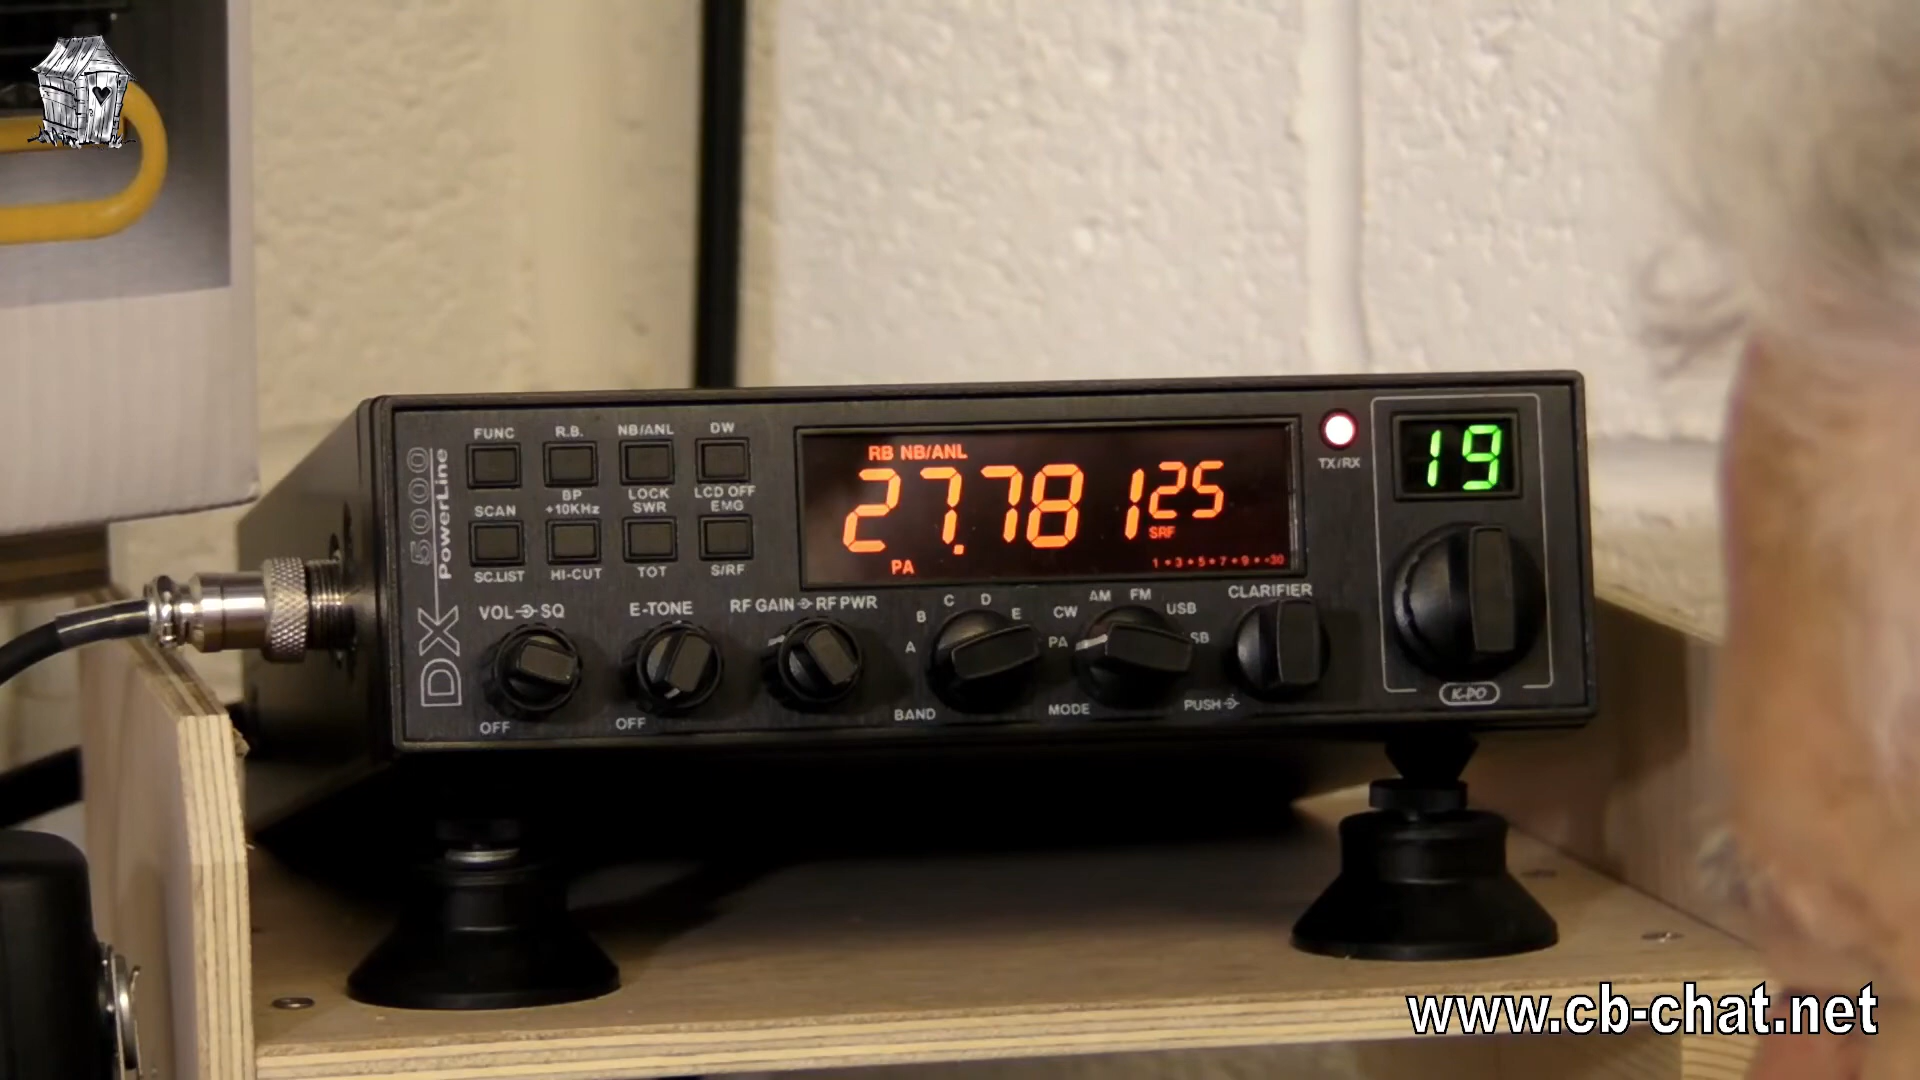 FUNC R.B. NB/ANL DW
BP LOCK LCD OFF
SCAN +10KHz SWR EMG
SC.LIST HI-CUT TOT S/RF
DX 5000
PowerLine
RB NB/ANL
27.781 25
SRF
PA
1 • 3 • 5 • 7 • 9 • •30
TX/RX
19
VOL SQ
OFF
E-TONE
OFF
RF GAIN RF PWR
A B C D E
BAND
PA CW AM FM USB SB
MODE
CLARIFIER
PUSH
K-PO
www.cb-chat.net